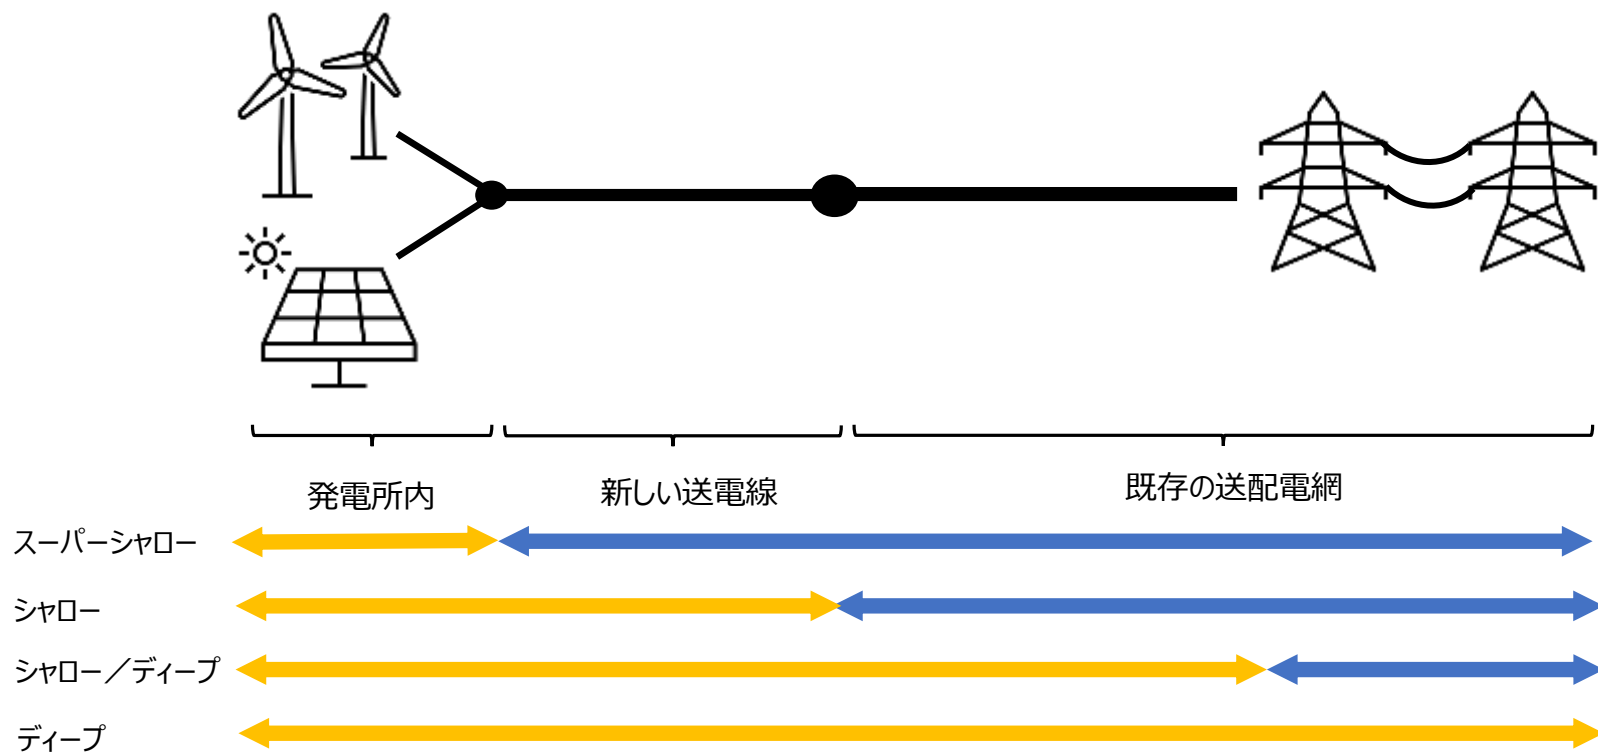 発電所内
新しい送電線
既存の送配電網
スーパーシャロー
シャロー
シャロー／ディープ
ディープ